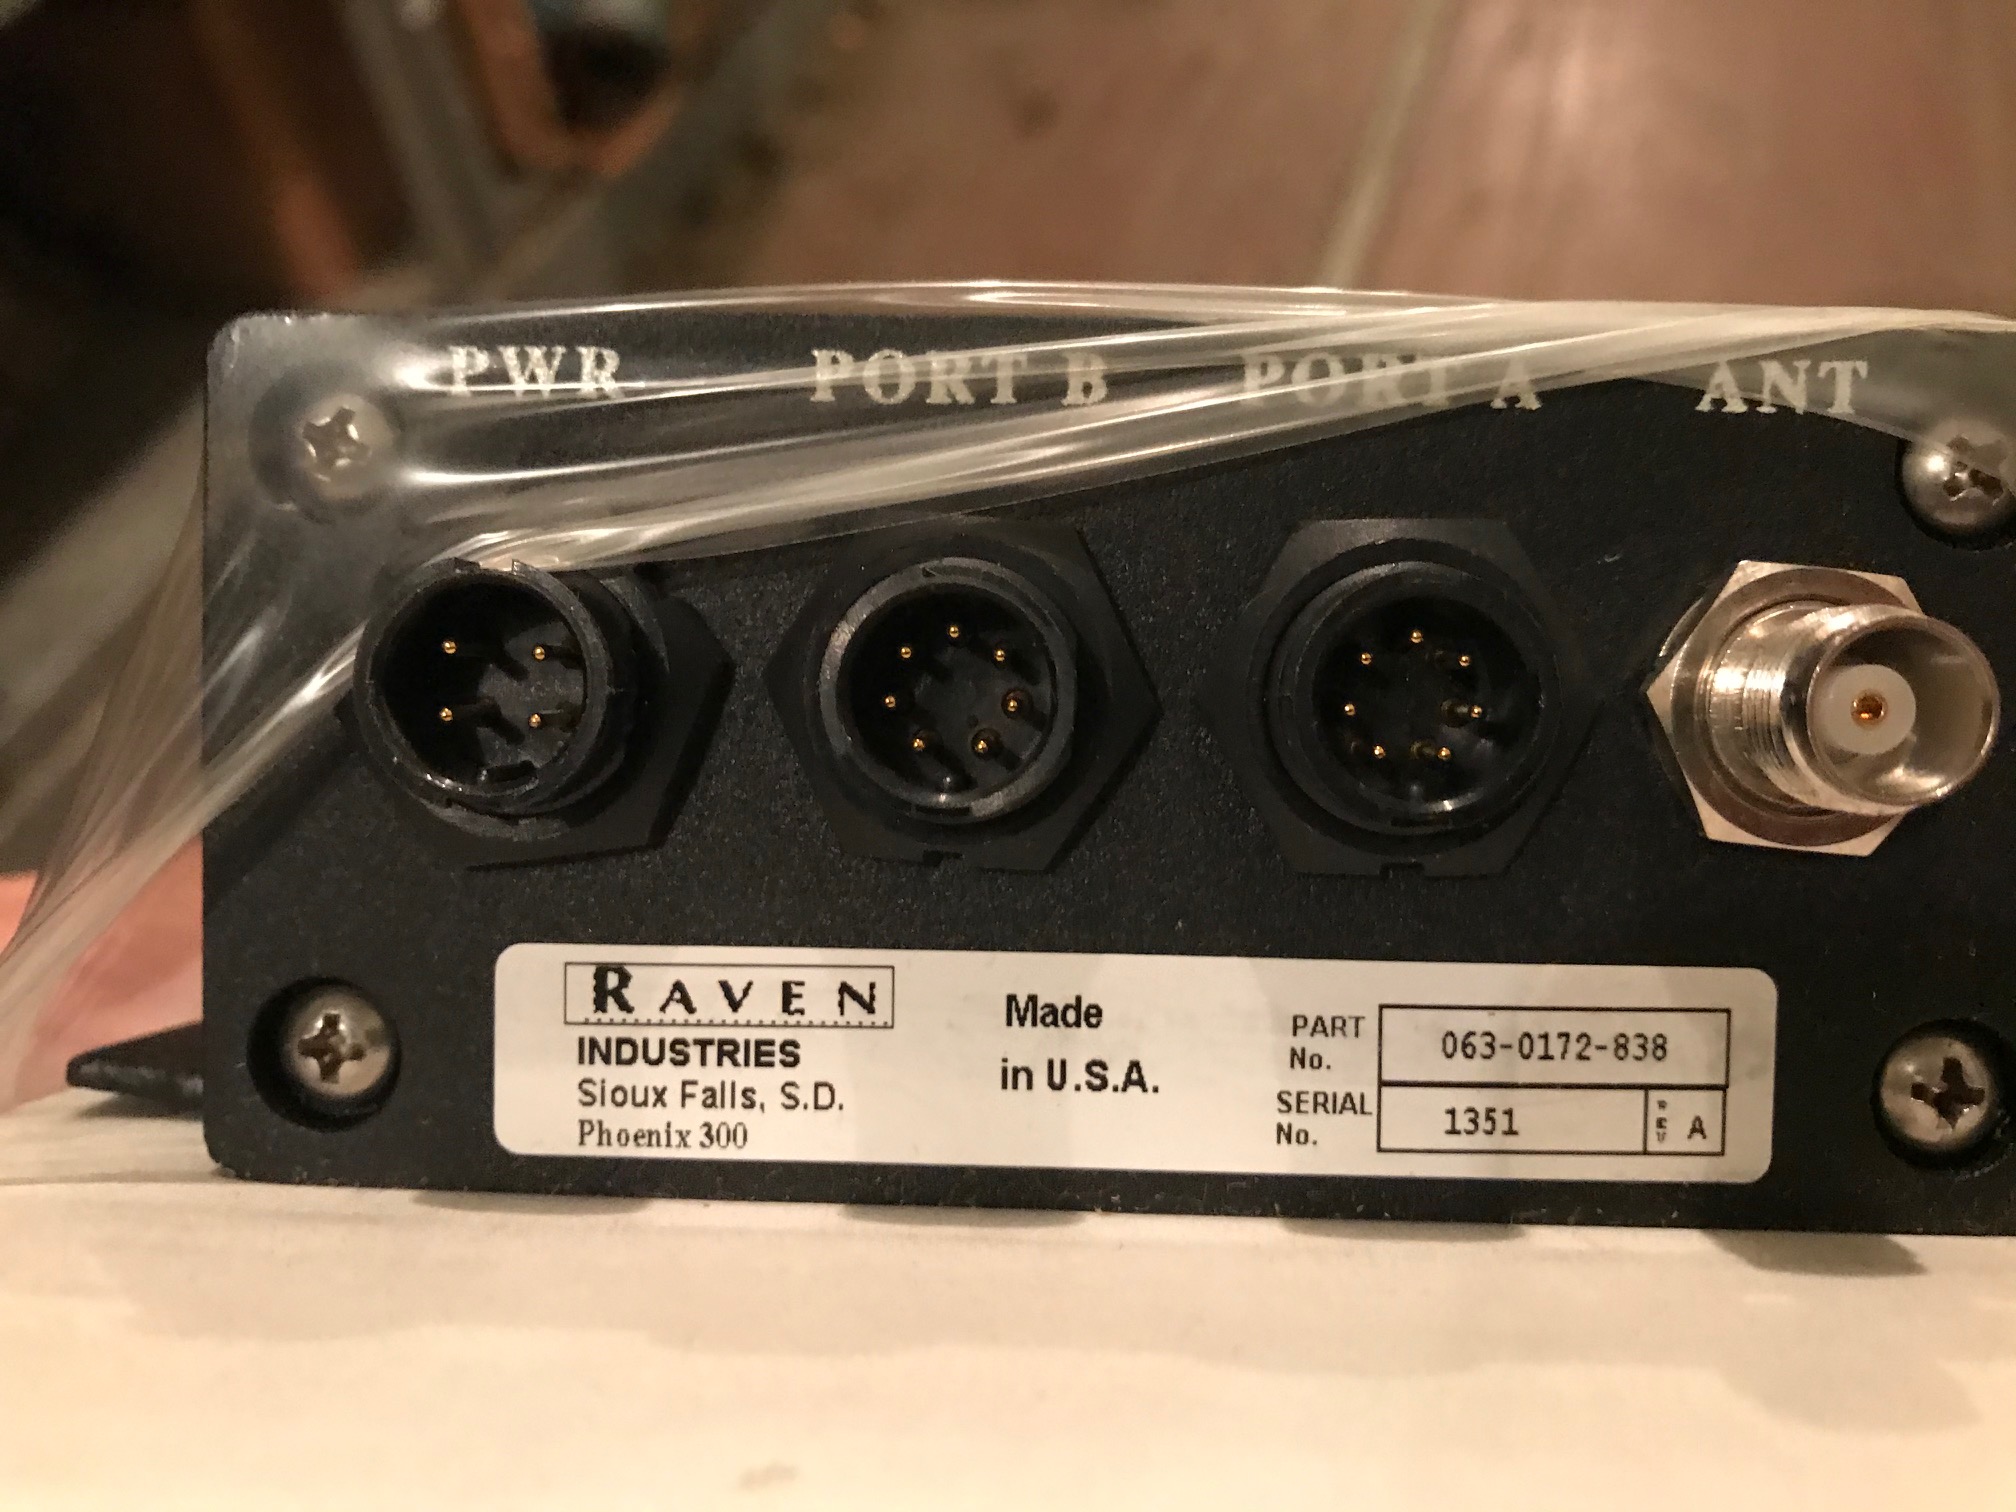 PWR PORT B PORT A ANT
RAVEN
INDUSTRIES
Sioux Falls, S.D.
Phoenix 300
Made
in U.S.A.
PART
No.
063-0172-838
SERIAL
No.
1351
REV
A